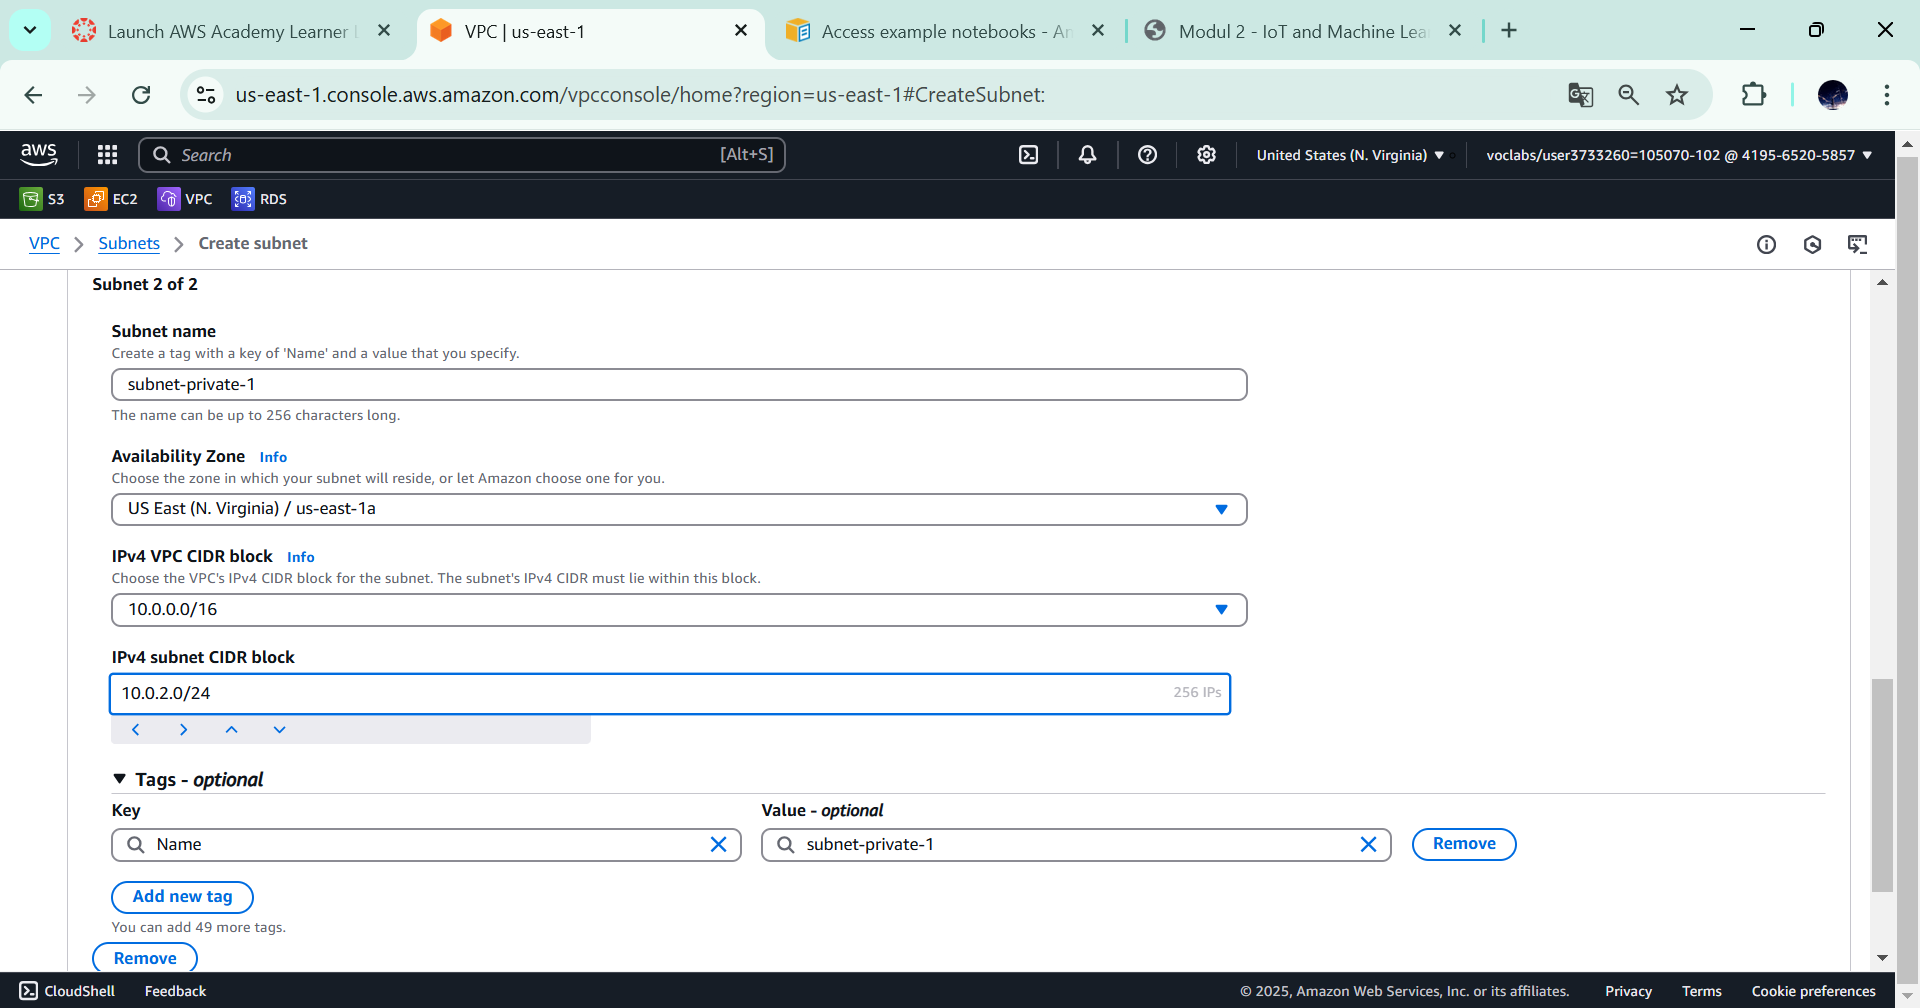 Launch AWS Academy Learner L
VPC | us-east-1
Access example notebooks - An
Modul 2 - IoT and Machine Lea
us-east-1.console.aws.amazon.com/vpcconsole/home?region=us-east-1#CreateSubnet:
aws
Search
[Alt+S]
United States (N. Virginia)
voclabs/user3733260=105070-102 @ 4195-6520-5857
S3
EC2
VPC
RDS
VPC
Subnets
Create subnet
Subnet 2 of 2
Subnet name
Create a tag with a key of 'Name' and a value that you specify.
subnet-private-1
The name can be up to 256 characters long.
Availability Zone Info
Choose the zone in which your subnet will reside, or let Amazon choose one for you.
US East (N. Virginia) / us-east-1a
IPv4 VPC CIDR block Info
Choose the VPC's IPv4 CIDR block for the subnet. The subnet's IPv4 CIDR must lie within this block.
10.0.0.0/16
IPv4 subnet CIDR block
10.0.2.0/24
256 IPs
Tags - optional
Key
Value - optional
Name
subnet-private-1
Remove
Add new tag
You can add 49 more tags.
Remove
CloudShell
Feedback
© 2025, Amazon Web Services, Inc. or its affiliates.
Privacy
Terms
Cookie preferences